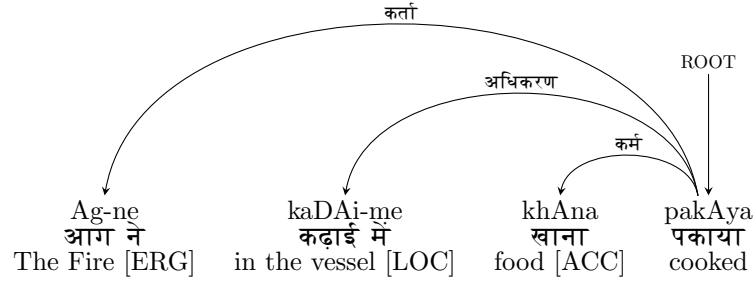 कर्ता
ROOT
अधिकरण
कर्म
Ag-ne kaDAi-me khAna pakAya
आग ने कढ़ाई में खाना पकाया
The Fire [ERG] in the vessel [LOC] food [ACC] cooked